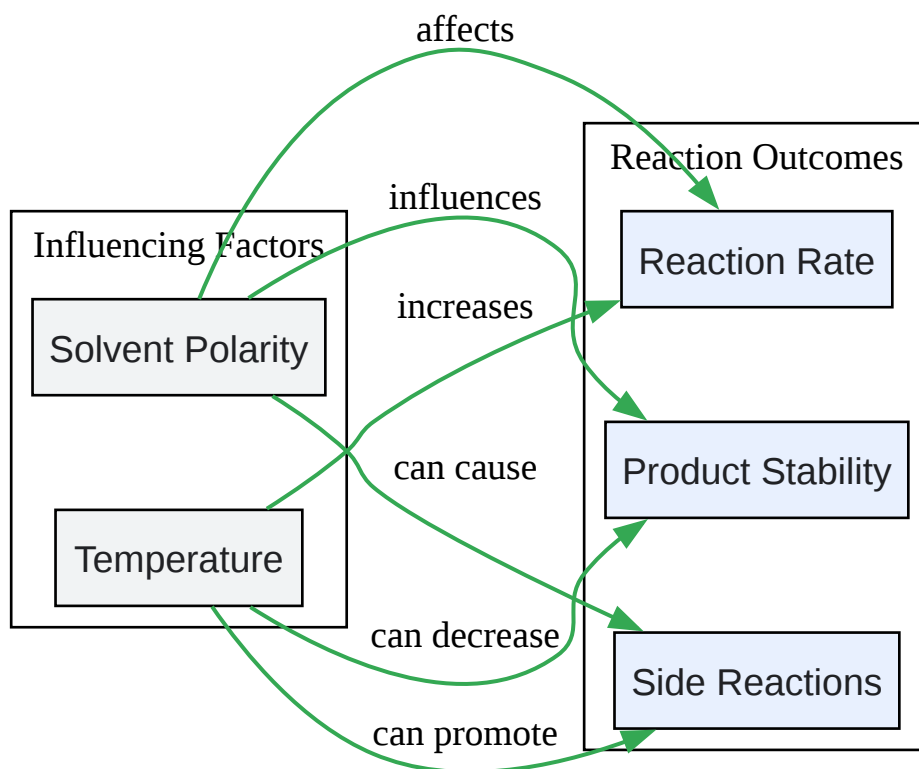 affects
Reaction Outcomes
influences
Influencing Factors
Reaction Rate
increases
Solvent Polarity
can cause
Product Stability
Temperature
can decrease
Side Reactions
can promote